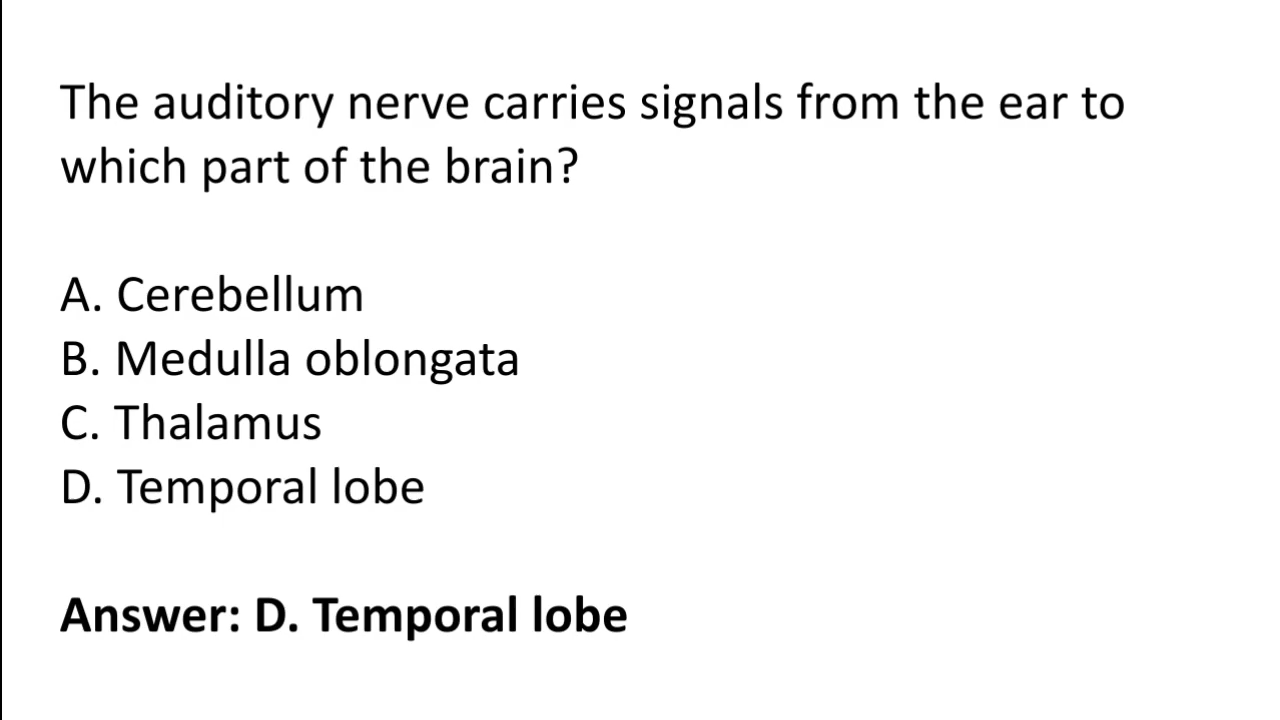 The auditory nerve carries signals from the ear to
which part of the brain?
A. Cerebellum
B. Medulla oblongata
C. Thalamus
D. Temporal lobe
Answer: D. Temporal lobe